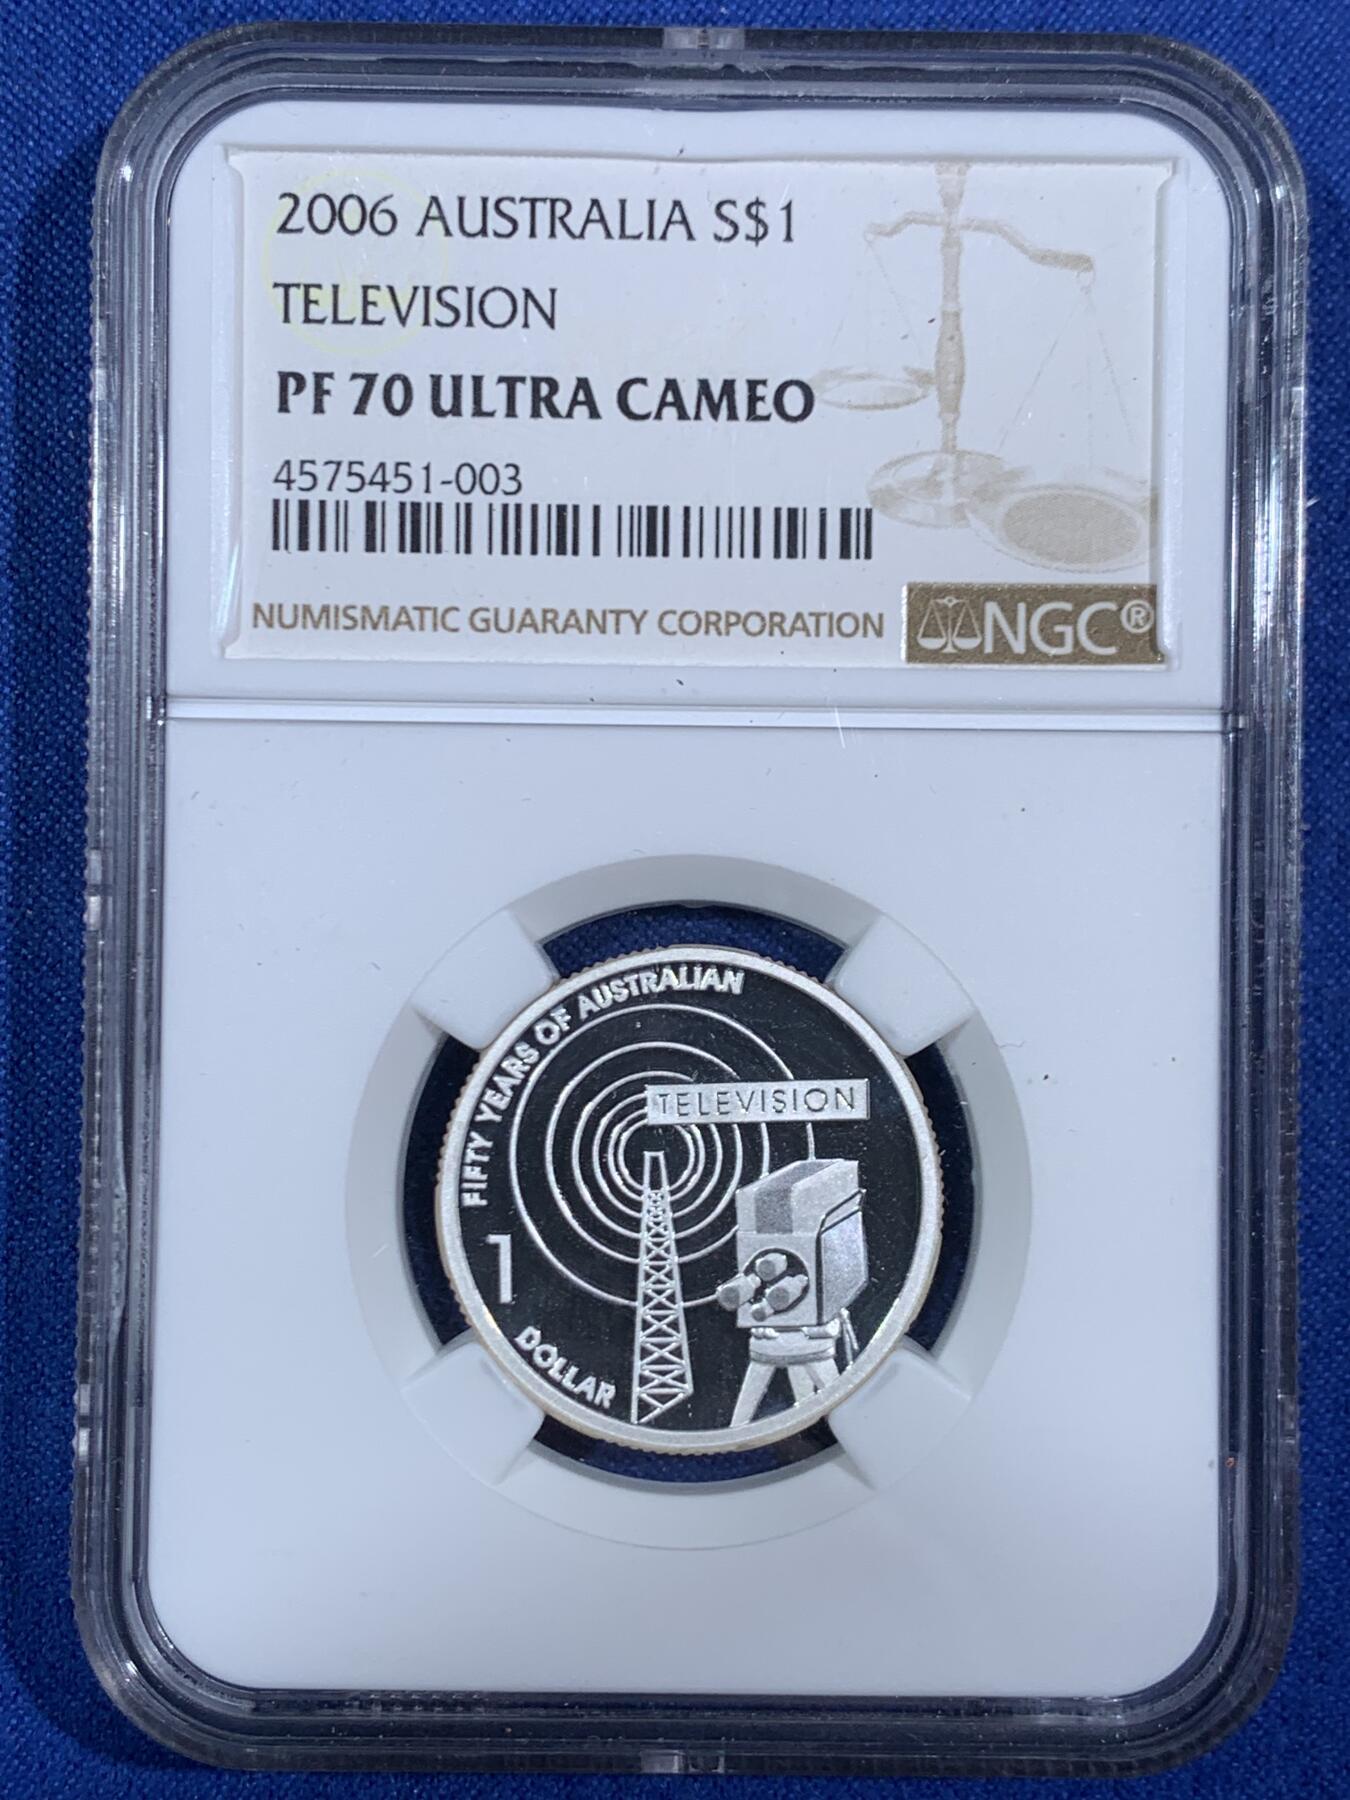 2006 AUSTRALIA S$1
TELEVISION
PF 70 ULTRA CAMEO
4575451-003
NUMISMATIC GUARANTY CORPORATION
NGC®
FIFTY YEARS OF AUSTRALIAN
TELEVISION
1
DOLLAR